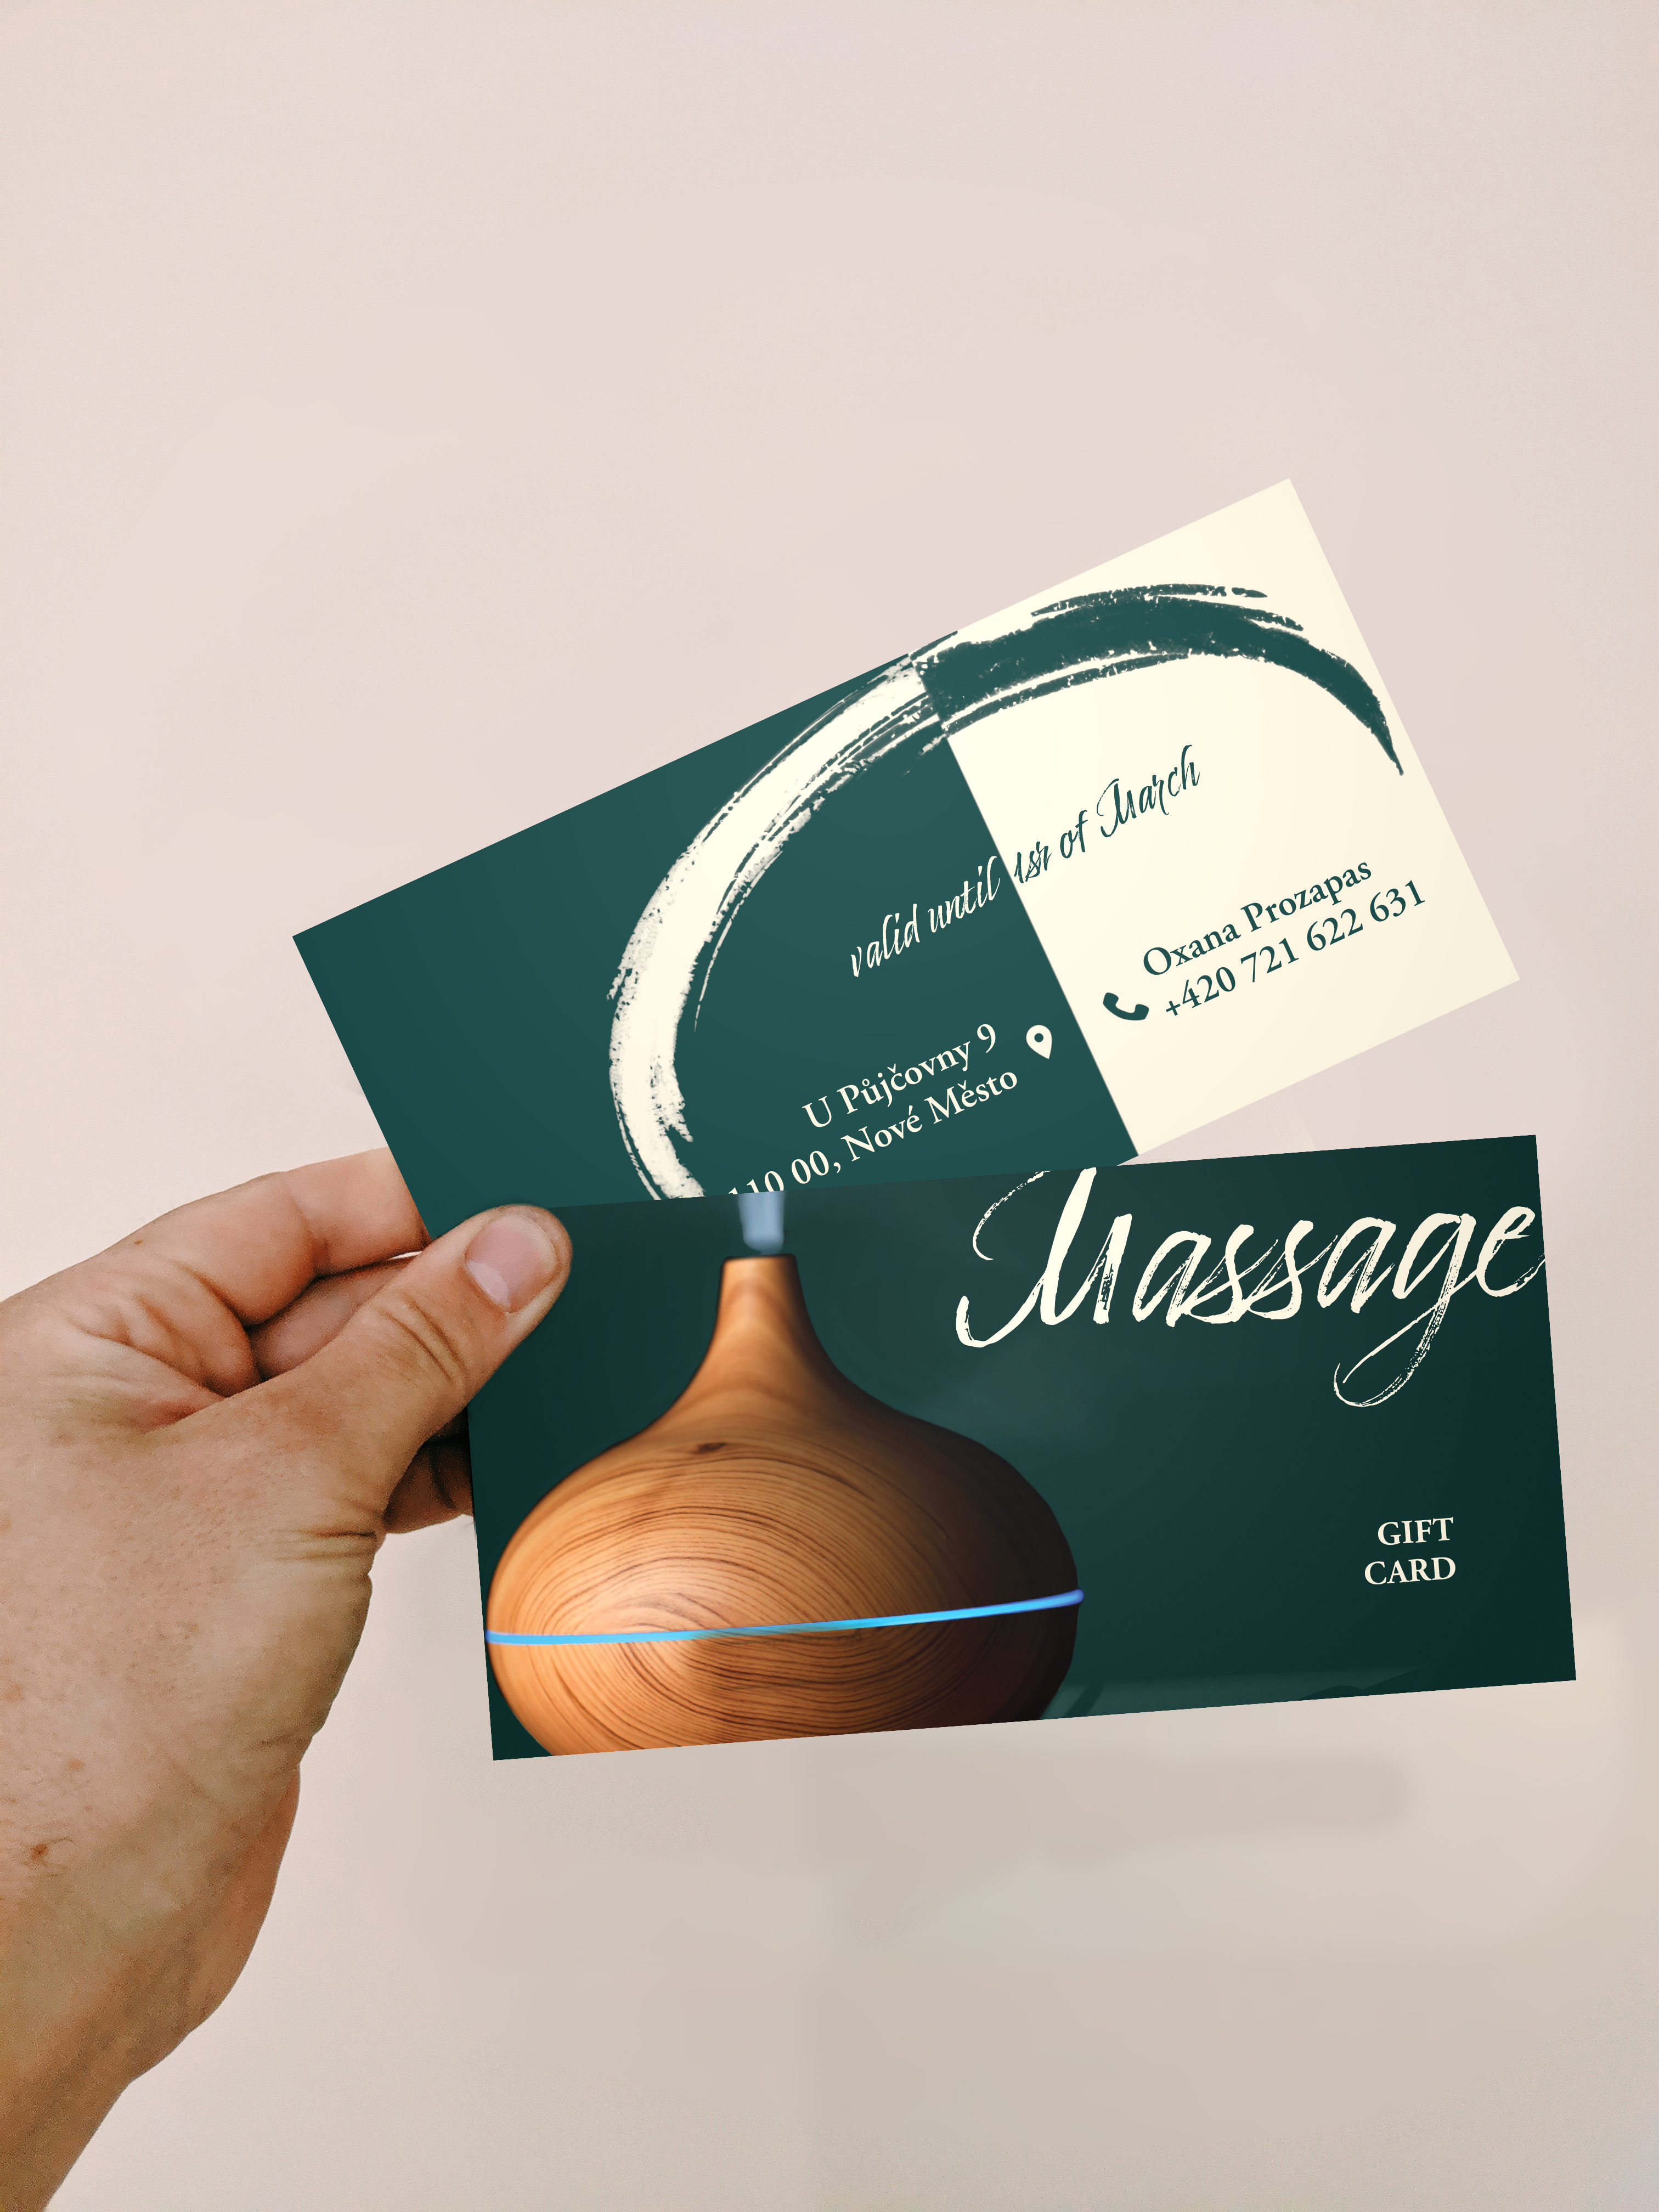 valid until 1st of March
Oxana Prozapas
+420 721 622 631
U Půjčovny 9
110 00, Nové Město
Massage
GIFT
CARD